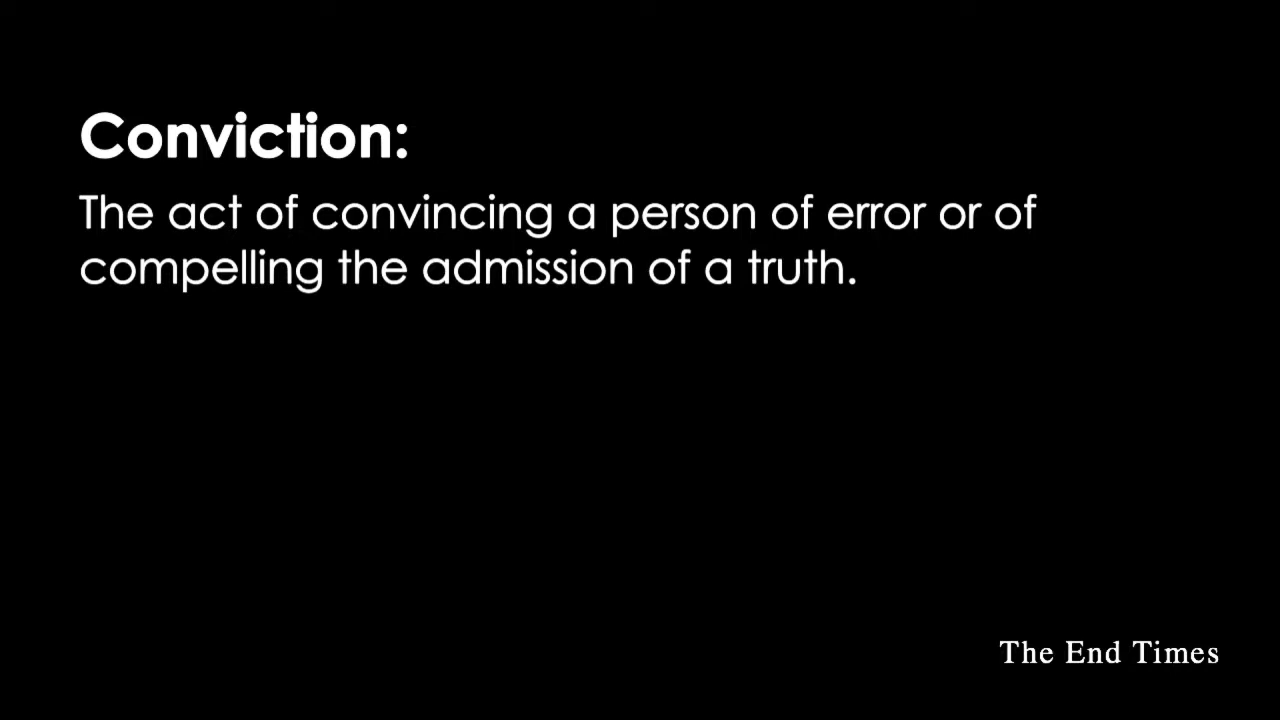 Conviction:
The act of convincing a person of error or of
compelling the admission of a truth.
The End Times